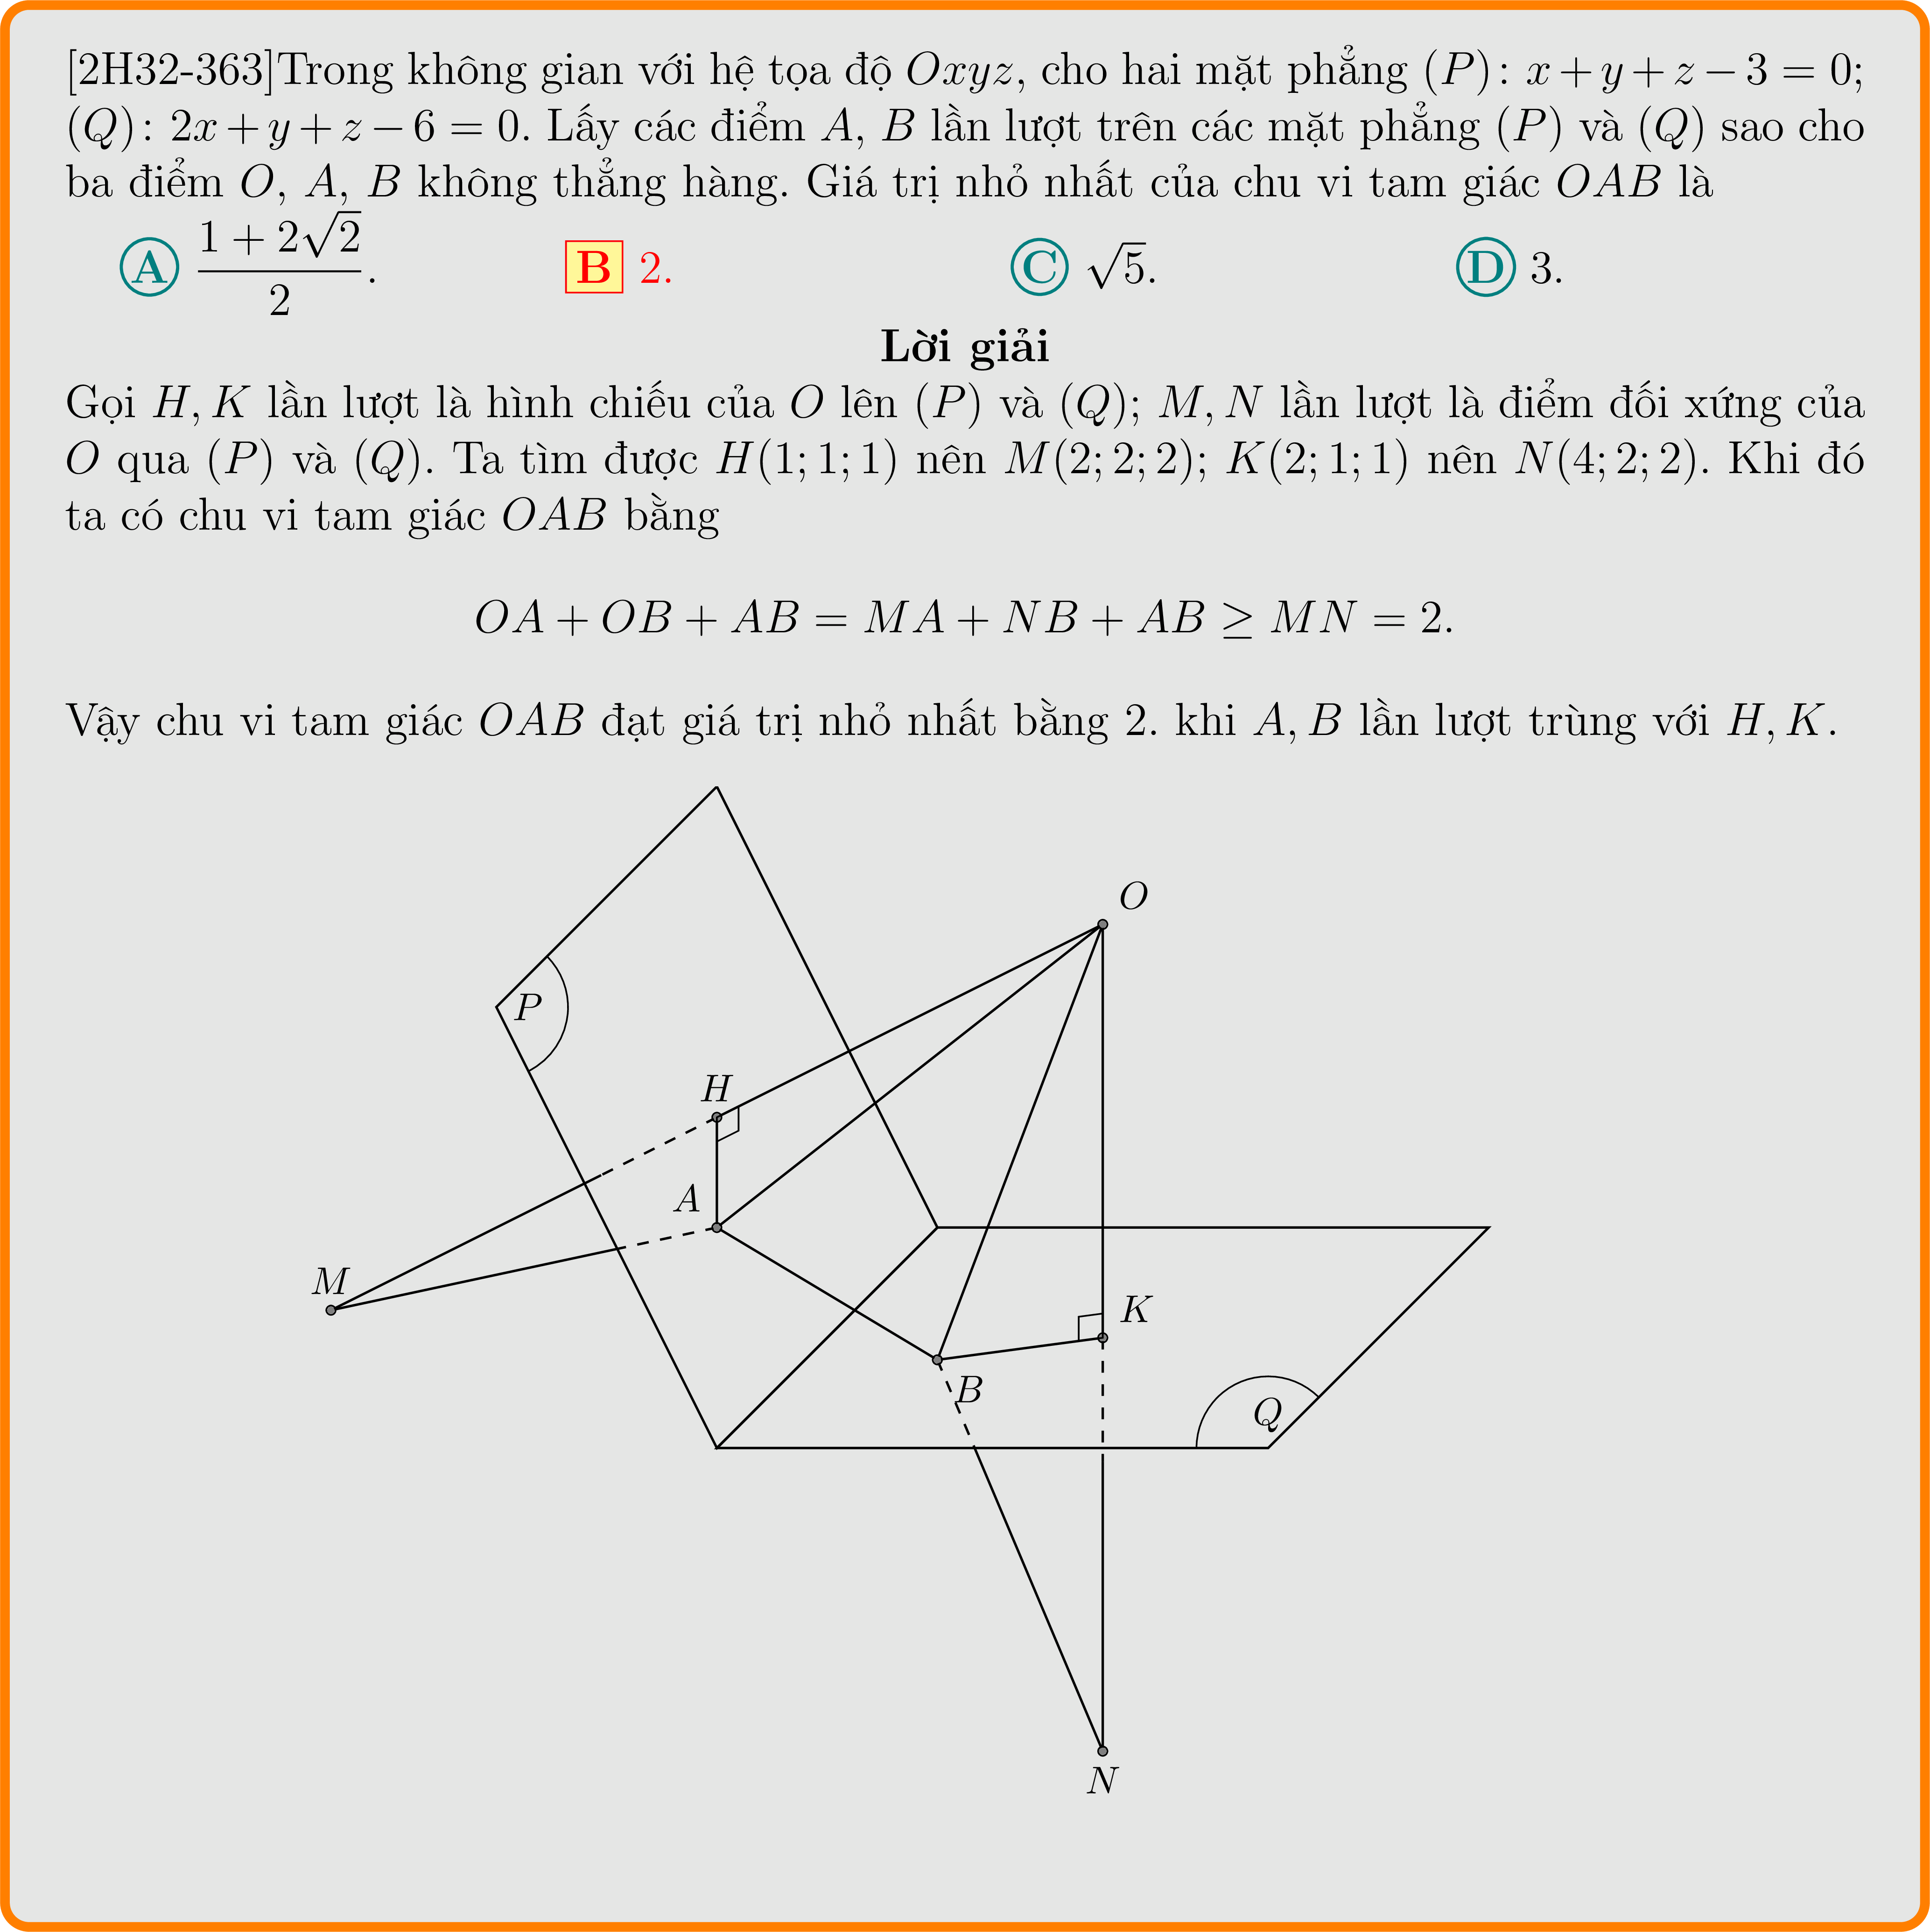 [2H32-363]Trong không gian với hệ tọa độ Oxyz, cho hai mặt phẳng (P): x + y + z − 3 = 0;
(Q): 2x + y + z − 6 = 0. Lấy các điểm A, B lần lượt trên các mặt phẳng (P) và (Q) sao cho
ba điểm O, A, B không thẳng hàng. Giá trị nhỏ nhất của chu vi tam giác OAB là
A (1 + 2√2)/2. B 2. C √5. D 3.
Lời giải
Gọi H, K lần lượt là hình chiếu của O lên (P) và (Q); M, N lần lượt là điểm đối xứng của
O qua (P) và (Q). Ta tìm được H(1; 1; 1) nên M(2; 2; 2); K(2; 1; 1) nên N(4; 2; 2). Khi đó
ta có chu vi tam giác OAB bằng
OA + OB + AB = MA + NB + AB ≥ MN = 2.
Vậy chu vi tam giác OAB đạt giá trị nhỏ nhất bằng 2. khi A, B lần lượt trùng với H, K.
O
P
H
A
M
K
B
Q
N